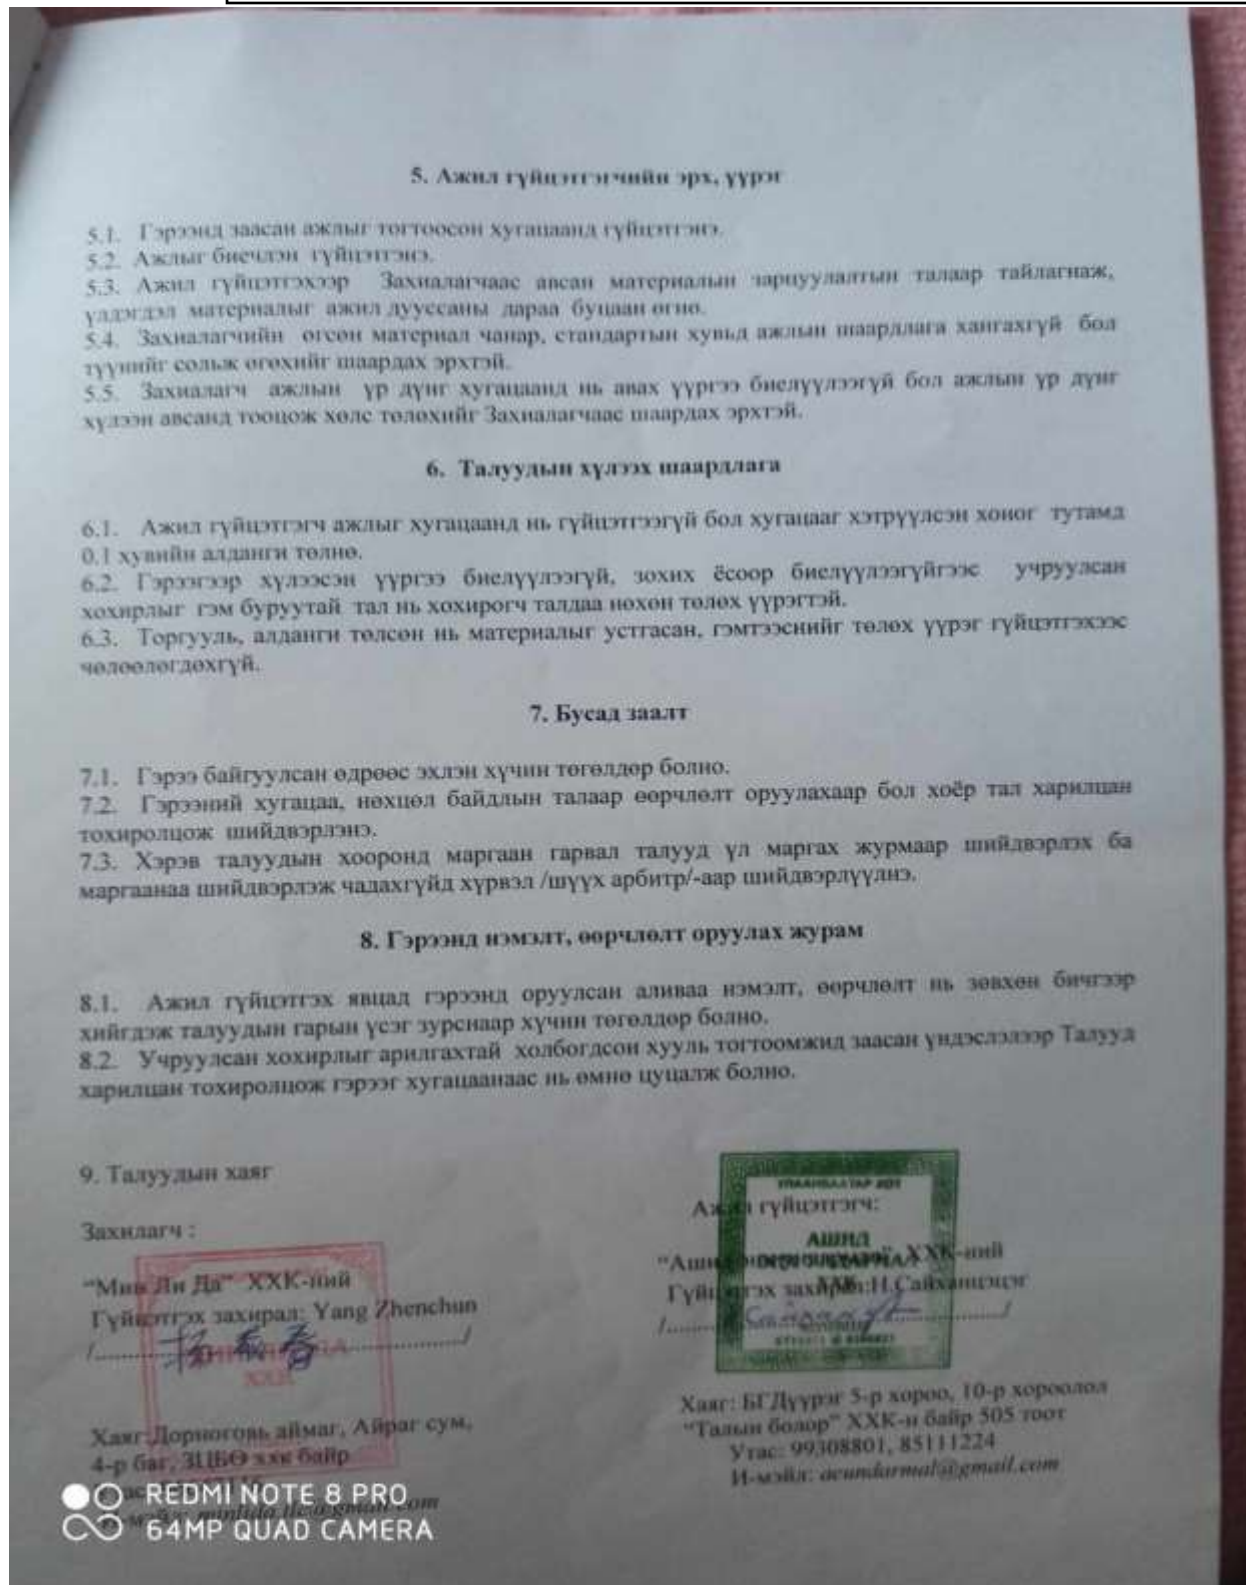 5. Ажил гүйцэтгэгчийн эрх, үүрэг
5.1. Гэрээнд заасан ажлыг тогтоосон хугацаанд гүйцэтгэнэ.
5.2. Ажлыг биечлэн гүйцэтгэнэ.
5.3. Ажил гүйцэтгэхээр Захиалагчаас авсан материалын зарцуулалтын талаар тайлагнаж,
үлдэгдэл материалыг ажил дууссаны дараа буцаан өгнө.
5.4. Захиалагчийн өгсөн материал чанар, стандартын хувьд ажлын шаардлага хангахгүй бол
түүнийг сольж өгөхийг шаардах эрхтэй.
5.5. Захиалагч ажлын үр дүнг хугацаанд нь авах үүргээ биелүүлээгүй бол ажлын үр дүнг
хүлээн авсанд тооцож хөлс төлөхийг Захиалагчаас шаардах эрхтэй.
6. Талуудын хүлээх шаардлага
6.1. Ажил гүйцэтгэгч ажлыг хугацаанд нь гүйцэтгээгүй бол хугацааг хэтрүүлсэн хоног тутамд
0.1 хувийн алданги төлнө.
6.2. Гэрээгээр хүлээсэн үүргээ биелүүлээгүй, зохих ёсоор биелүүлээгүйгээс учруулсан
хохирлыг гэм буруутай тал нь хохирогч талдаа нөхөн төлөх үүрэгтэй.
6.3. Торгууль, алданги төлсөн нь материалыг устгасан, гэмтээснийг төлөх үүрэг гүйцэтгэхээс
чөлөөлөгдөхгүй.
7. Бусад заалт
7.1. Гэрээ байгуулсан өдрөөс эхлэн хүчин төгөлдөр болно.
7.2. Гэрээний хугацаа, нөхцөл байдлын талаар өөрчлөлт оруулахаар бол хоёр тал харилцан
тохиролцож шийдвэрлэнэ.
7.3. Хэрэв талуудын хооронд маргаан гарвал талууд үл маргах журмаар шийдвэрлэх ба
маргаанаа шийдвэрлэж чадахгүйд хүрвэл /шүүх арбитр/-аар шийдвэрлүүлнэ.
8. Гэрээнд нэмэлт, өөрчлөлт оруулах журам
8.1. Ажил гүйцэтгэх явцад гэрээнд оруулсан аливаа нэмэлт, өөрчлөлт нь зөвхөн бичгээр
хийгдэж талуудын гарын үсэг зурснаар хүчин төгөлдөр болно.
8.2. Учруулсан хохирлыг арилгахтай холбогдсон хууль тогтоомжид заасан үндэслэлээр Талууд
харилцан тохиролцож гэрээг хугацаанаас нь өмнө цуцалж болно.
9. Талуудын хаяг
Захилагч :
"Мин Ли Да" ХХК-ний
Гүйцэтгэх захирал: Yang Zhenchun
/....../
ХХК
Хаяг: Дорноговь аймаг, Айраг сум,
4-р баг, ЗЦБӨ ххк байр
УЛААНБААТАР
Ажил гүйцэтгэгч:
АШИД
ХХК-ний
Гүйцэтгэх захирал: Н.Сайханцэцэг
/....../
Хаяг: БГДүүрэг 5-р хороо, 10-р хороолол
"Талын болор" ХХК-н байр 505 тоот
Утас: 99308801, 85111224
И-мэйл: acundarmal@gmail.com
REDMI NOTE 8 PRO
64MP QUAD CAMERA